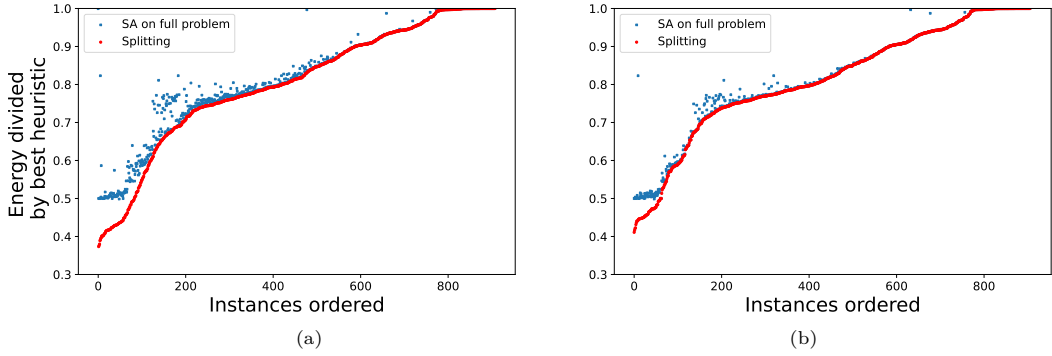 1.0
0.9
0.8
0.7
0.6
0.5
0.4
0.3
Energy divided
by best heuristic
SA on full problem
Splitting
0 200 400 600 800
Instances ordered
(a)
1.0
0.9
0.8
0.7
0.6
0.5
0.4
0.3
SA on full problem
Splitting
0 200 400 600 800
Instances ordered
(b)